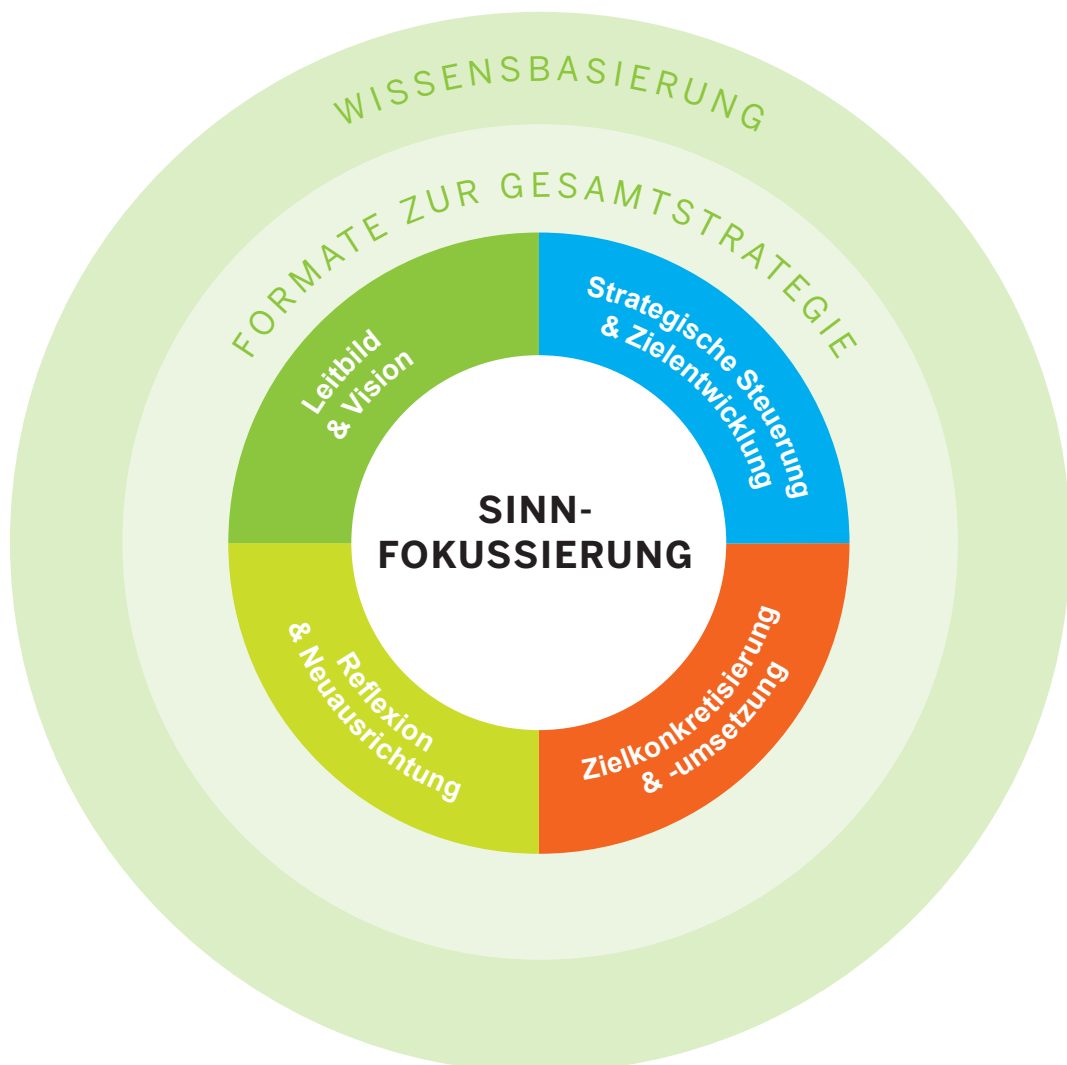 WISSENSBASIERUNG
FORMATE ZUR GESAMTSTRATEGIE
Leitbild
& Vision
Strategische Steuerung
& Zielentwicklung
SINN-
FOKUSSIERUNG
Reflexion
& Neuausrichtung
Zielkonkretisierung
& -umsetzung